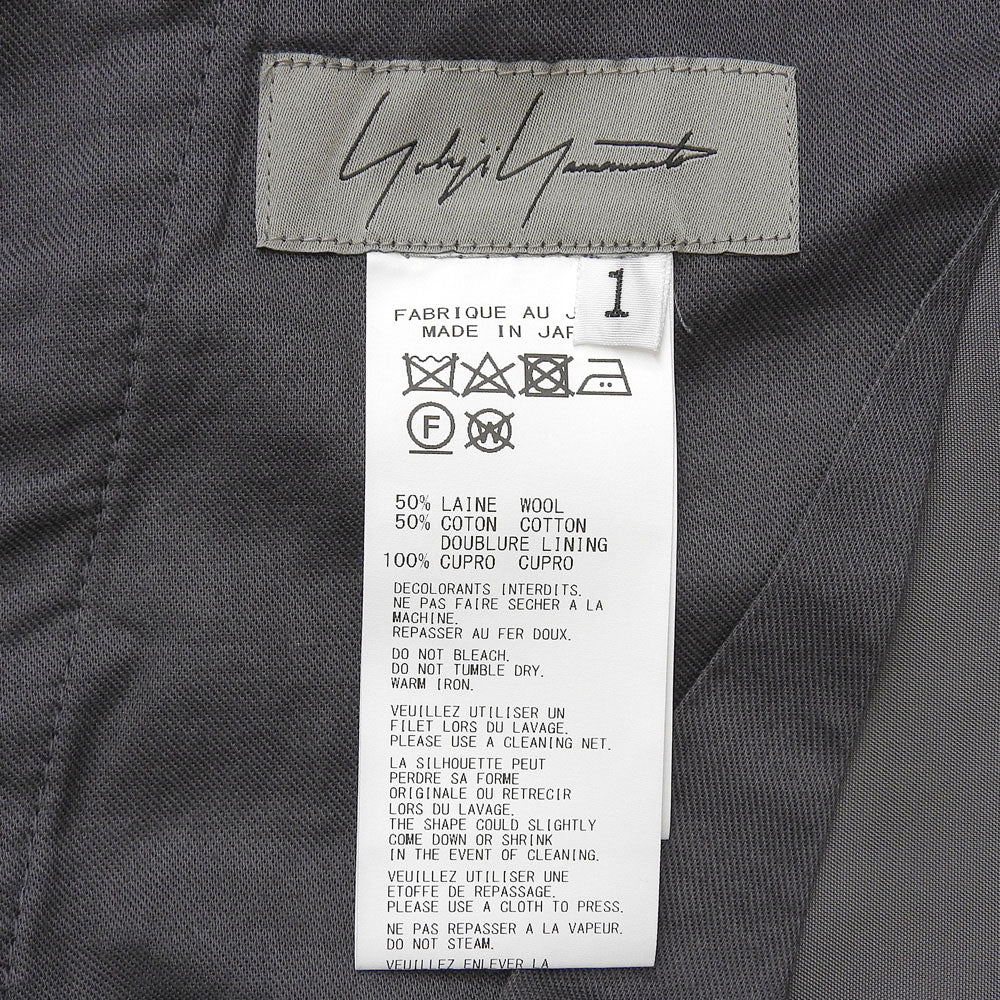 Yohji Yamamoto
1
FABRIQUE AU
MADE IN
F
W
50% LAINE WOOL
50% COTON COTTON
DOUBLURE LINING
100% CUPRO CUPRO
DECOLORANTS INTERDITS.
NE PAS FAIRE SECHER A LA
MACHINE.
REPASSER AU FER DOUX.
DO NOT BLEACH.
DO NOT TUMBLE DRY.
WARM IRON.
VEUILLEZ UTILISER UN
FILET LORS DU LAVAGE.
PLEASE USE A CLEANING NET.
LA SILHOUETTE PEUT
PERDRE SA FORME
ORIGINALE OU RETRECIR
LORS DU LAVAGE.
THE SHAPE COULD SLIGHTLY
COME DOWN OR SHRINK
IN THE EVENT OF CLEANING.
VEUILLEZ UTILISER UNE
ETOFFE DE REPASSAGE.
PLEASE USE A CLOTH TO PRESS.
NE PAS REPASSER A LA VAPEUR.
DO NOT STEAM.
VEUILLEZ ENLEVER LA